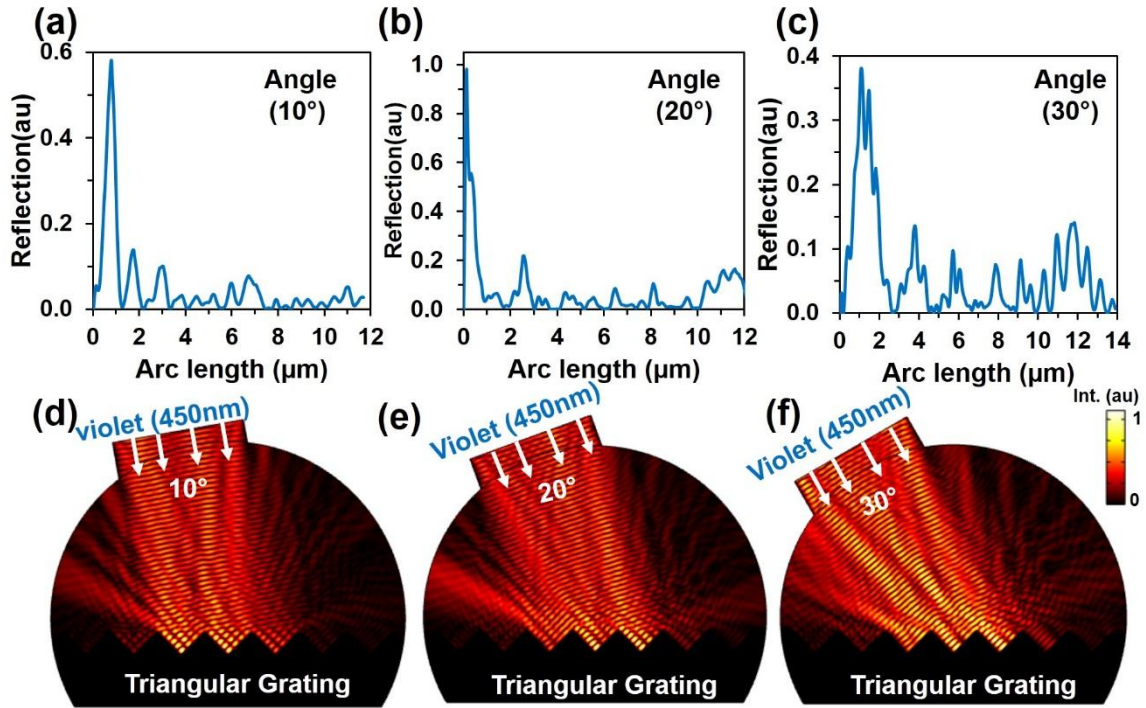 (a)
(b)
(c)
Reflection(au)
0.6
0.4
0.2
0.0
Angle
(10°)
0 2 4 6 8 10 12
Arc length (µm)
Reflection(au)
1.0
0.8
0.6
0.4
0.2
0.0
Angle
(20°)
0 2 4 6 8 10 12
Arc length (µm)
Reflection(au)
0.4
0.3
0.2
0.1
0.0
Angle
(30°)
0 2 4 6 8 10 12 14
Arc length (µm)
(d)
violet (450nm)
10°
Triangular Grating
(e)
Violet (450nm)
20°
Triangular Grating
(f)
Violet (450nm)
30°
Triangular Grating
Int. (au)
1
0